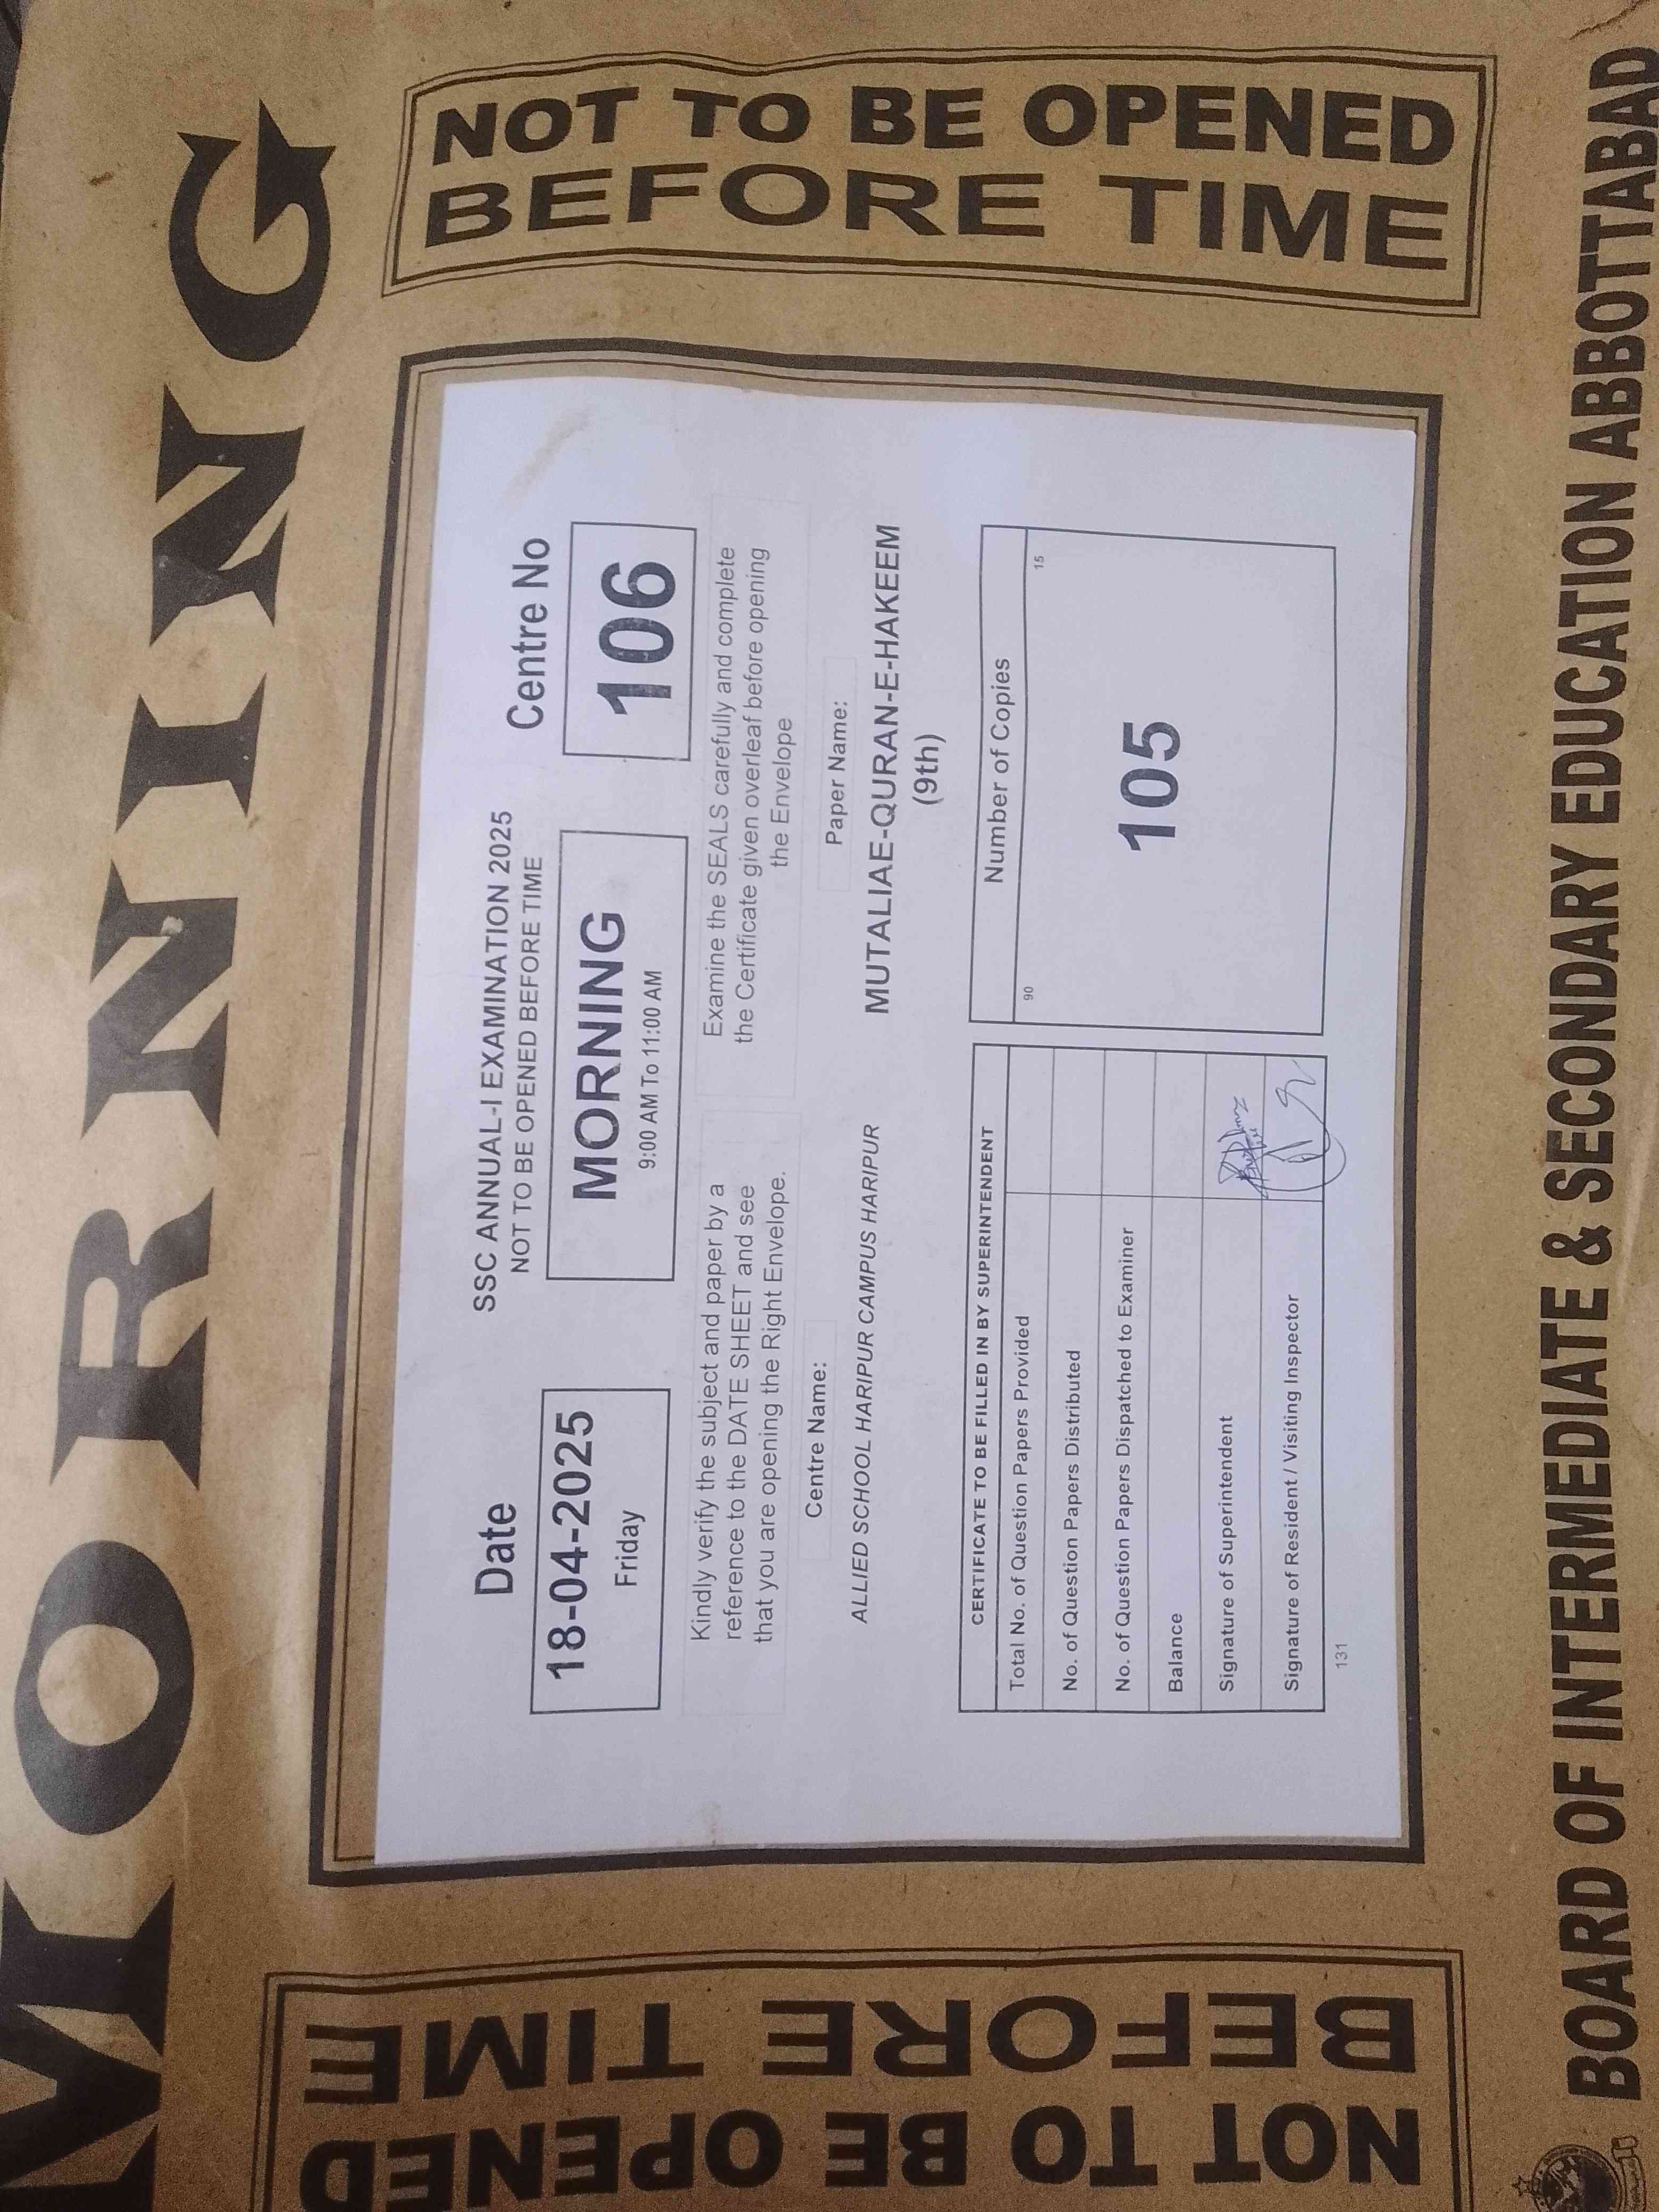 MORNING
NOT TO BE OPENED
BEFORE TIME
SSC ANNUAL-I EXAMINATION 2025
NOT TO BE OPENED BEFORE TIME
Date
18-04-2025
Friday
MORNING
9:00 AM To 11:00 AM
Centre No
106
Kindly verify the subject and paper by a
reference to the DATE SHEET and see
that you are opening the Right Envelope.
Examine the SEALS carefully and complete
the Certificate given overleaf before opening
the Envelope
Centre Name:
ALLIED SCHOOL HARIPUR CAMPUS HARIPUR
Paper Name:
MUTALIAE-QURAN-E-HAKEEM
(9th)
CERTIFICATE TO BE FILLED IN BY SUPERINTENDENT
Total No. of Question Papers Provided
No. of Question Papers Distributed
No. of Question Papers Dispatched to Examiner
Balance
Signature of Superintendent
Signature of Resident / Visiting Inspector
131
Number of Copies
90 15
105
NOT TO BE OPENED
BEFORE TIME
BOARD OF INTERMEDIATE & SECONDARY EDUCATION ABBOTTABAD